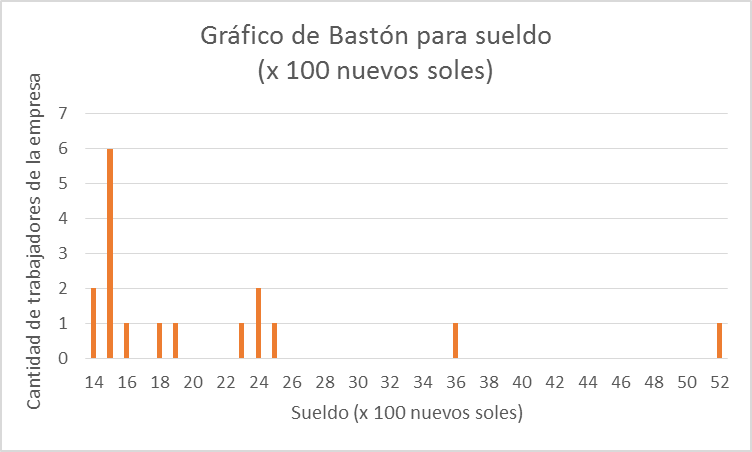 Gráfico de Bastón para sueldo
(x 100 nuevos soles)
Cantidad de trabajadores de la empresa
7
6
5
4
3
2
1
0
14 16 18 20 22 24 26 28 30 32 34 36 38 40 42 44 46 48 50 52
Sueldo (x 100 nuevos soles)